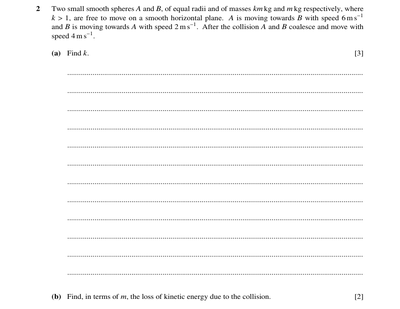 2 Two small smooth spheres A and B, of equal radii and of masses km kg and m kg respectively, where
k > 1, are free to move on a smooth horizontal plane. A is moving towards B with speed 6 m s⁻¹
and B is moving towards A with speed 2 m s⁻¹. After the collision A and B coalesce and move with
speed 4 m s⁻¹.
(a) Find k. [3]
(b) Find, in terms of m, the loss of kinetic energy due to the collision. [2]